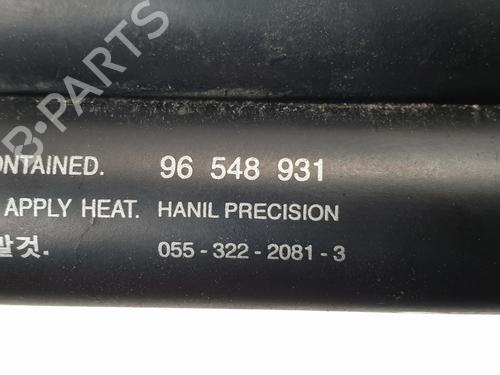 B-PARTS
ONTAINED. 96 548 931
APPLY HEAT. HANIL PRECISION
말것. 055 - 322 - 2081 - 3